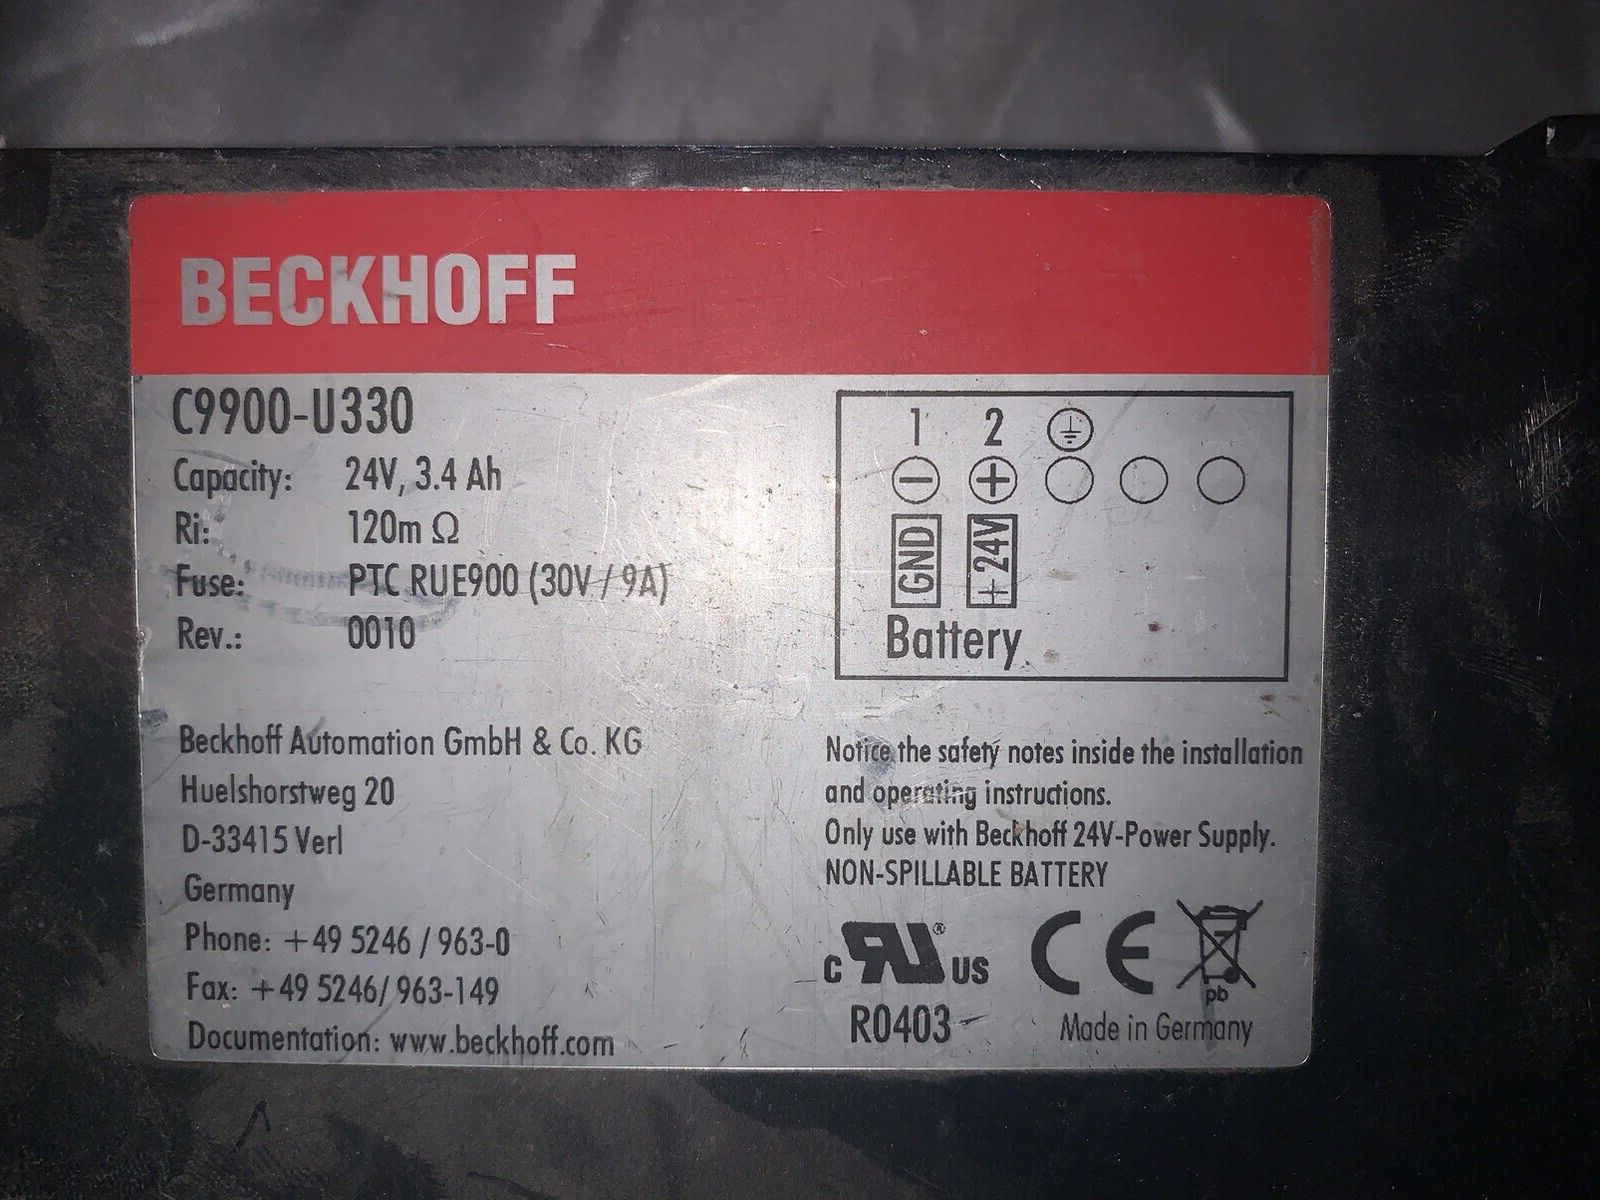 BECKHOFF
C9900-U330
Capacity: 24V, 3.4 Ah
Ri: 120m Ω
Fuse: PTC RUE900 (30V / 9A)
Rev.: 0010
1 2
GND +24V
Battery
Beckhoff Automation GmbH & Co. KG
Huelshorstweg 20
D-33415 Verl
Germany
Phone: +49 5246 / 963-0
Fax: +49 5246/ 963-149
Documentation: www.beckhoff.com
Notice the safety notes inside the installation
and operating instructions.
Only use with Beckhoff 24V-Power Supply.
NON-SPILLABLE BATTERY
c RU® US CE
pb
R0403
Made in Germany